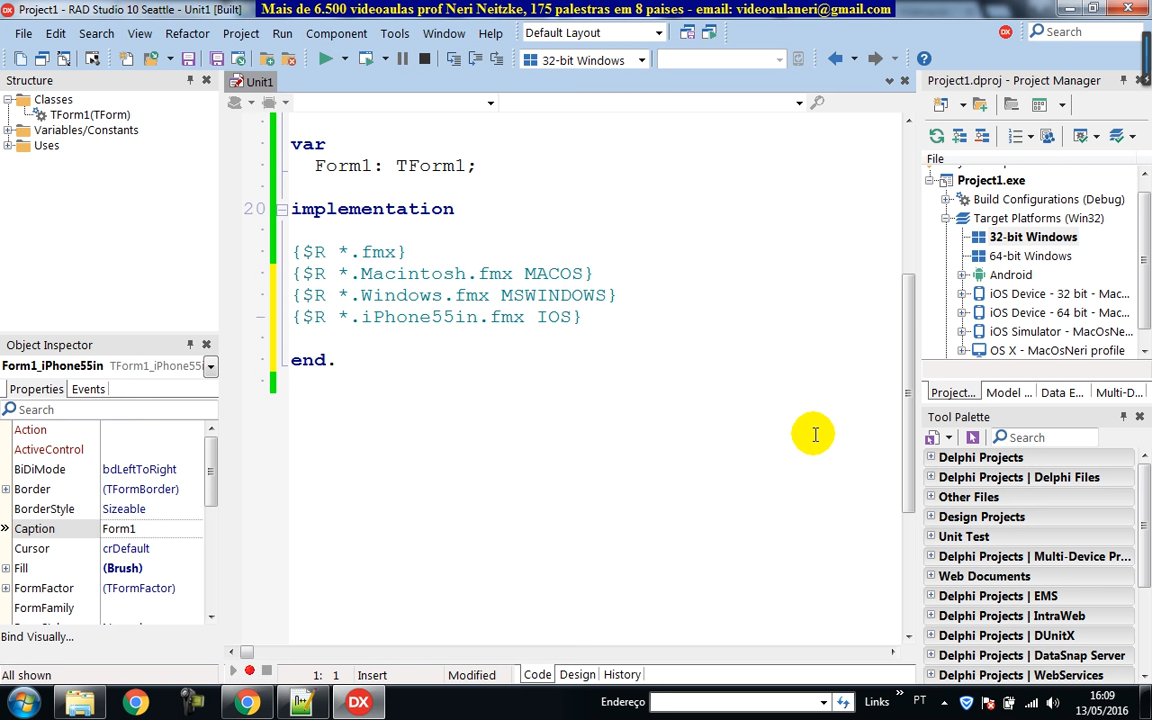 Project1 - RAD Studio 10 Seattle - Unit1 [Built]
Mais de 6.500 videoaulas prof Neri Neitzke, 175 palestras em 8 paises - email: videoaulaneri@gmail.com
File Edit Search View Refactor Project Run Component Tools Window Help
Default Layout
Search
32-bit Windows
Structure
Classes
TForm1(TForm)
Variables/Constants
Uses
Unit1
var
Form1: TForm1;
20 implementation
{$R *.fmx}
{$R *.Macintosh.fmx MACOS}
{$R *.Windows.fmx MSWINDOWS}
{$R *.iPhone55in.fmx IOS}
end.
Project1.dproj - Project Manager
File
Project1.exe
Build Configurations (Debug)
Target Platforms (Win32)
32-bit Windows
64-bit Windows
Android
iOS Device - 32 bit - Mac...
iOS Device - 64 bit - Mac...
iOS Simulator - MacOsNe...
OS X - MacOsNeri profile
Project... Model ... Data E... Multi-D...
Object Inspector
Form1_iPhone55in TForm1_iPhone55i
Properties Events
Search
Action
ActiveControl
BiDiMode bdLeftToRight
Border (TFormBorder)
BorderStyle Sizeable
Caption Form1
Cursor crDefault
Fill (Brush)
FormFactor (TFormFactor)
FormFamily
Bind Visually...
All shown
Tool Palette
Search
Delphi Projects
Delphi Projects | Delphi Files
Other Files
Design Projects
Unit Test
Delphi Projects | Multi-Device Pr...
Web Documents
Delphi Projects | EMS
Delphi Projects | IntraWeb
Delphi Projects | DUnitX
Delphi Projects | DataSnap Server
Delphi Projects | WebServices
1: 1 Insert Modified Code Design History
Endereço Links PT
16:09
13/05/2016